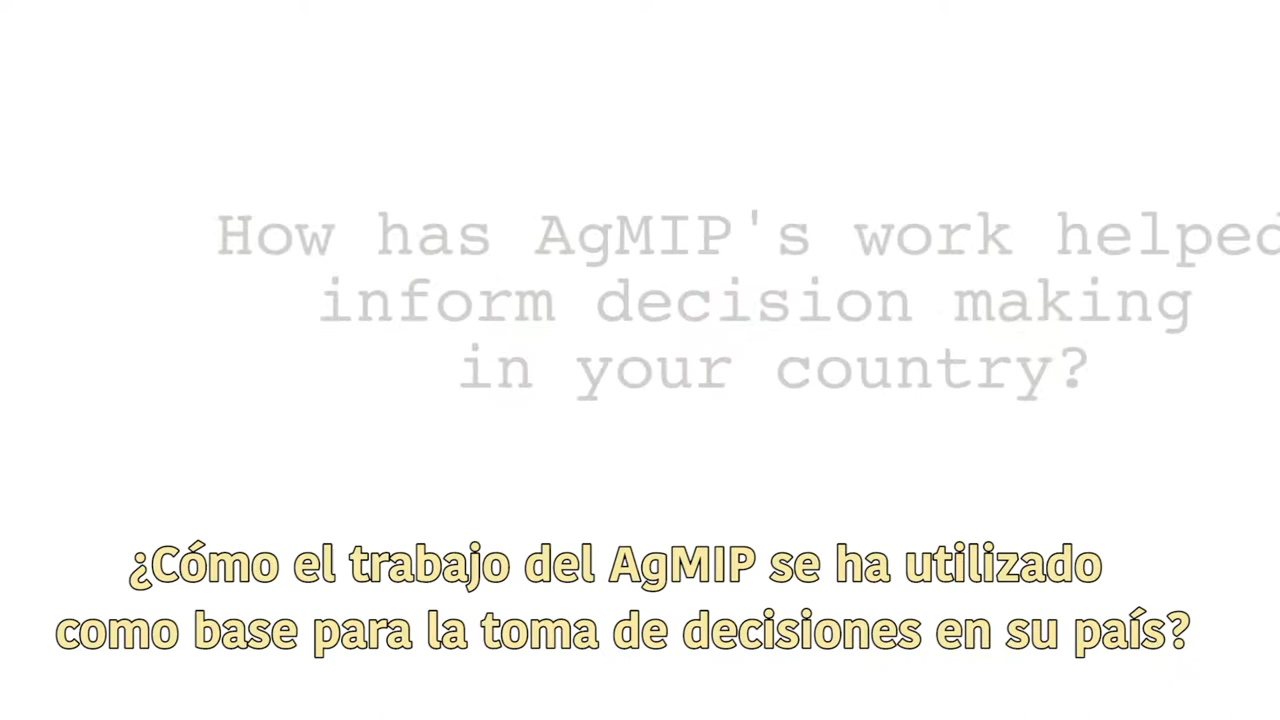 How has AgMIP's work helped
inform decision making
in your country?
¿Cómo el trabajo del AgMIP se ha utilizado
como base para la toma de decisiones en su país?